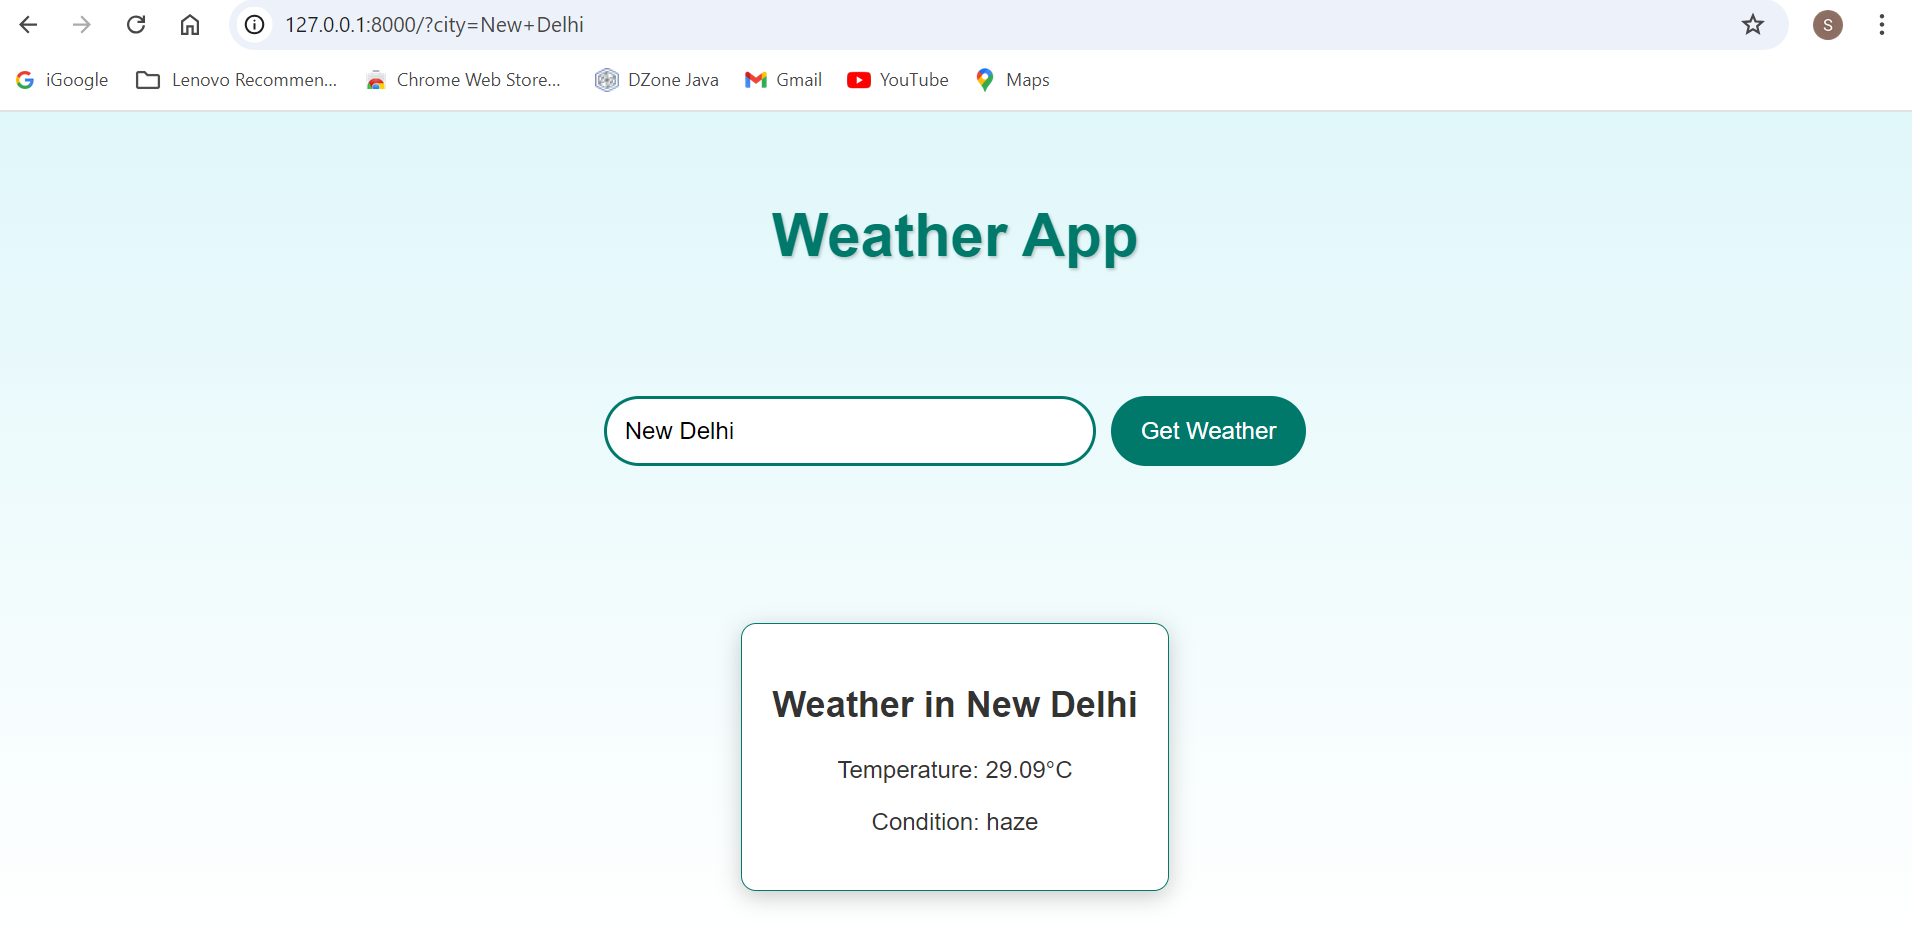 127.0.0.1:8000/?city=New+Delhi
S
iGoogle
Lenovo Recommen...
Chrome Web Store...
DZone Java
Gmail
YouTube
Maps
Weather App
New Delhi
Get Weather
Weather in New Delhi
Temperature: 29.09°C
Condition: haze